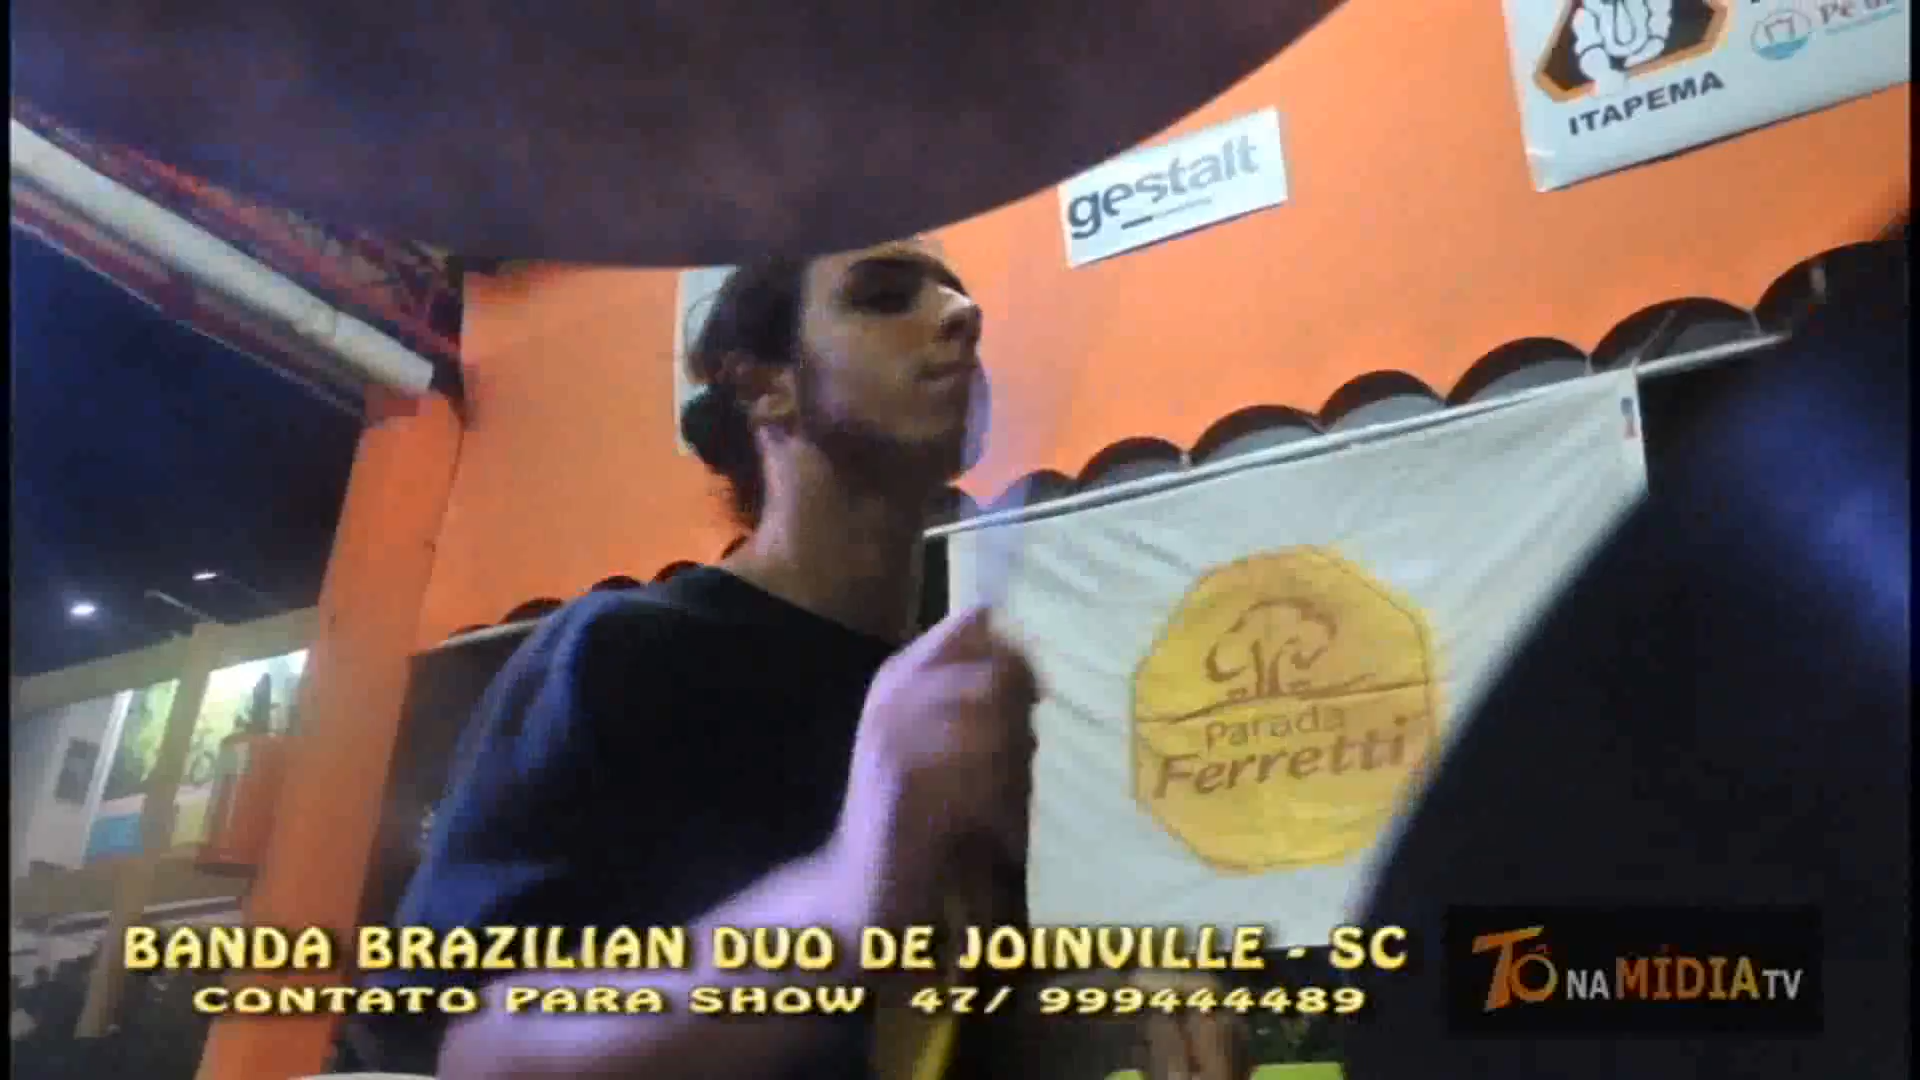 ITAPEMA
gestalt
Parada
Ferretti
BANDA BRAZILIAN DUO DE JOINVILLE - SC
CONTATO PARA SHOW 47/ 999444489
TÔ NA MÍDIA TV